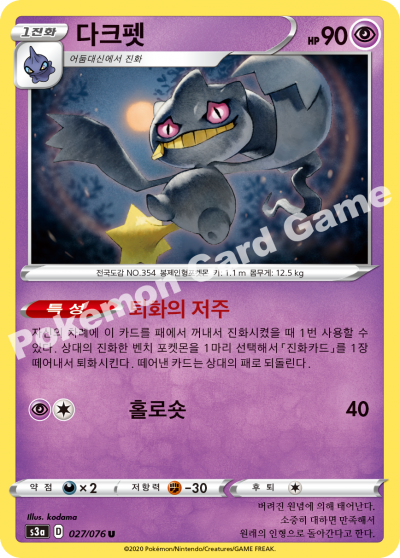 1진화
다크펫
HP 90
어둠대신에서 진화
Pokémon Card Game
전국도감 NO.354 봉제인형포켓몬 키: 1.1 m 몸무게: 12.5 kg
특성 퇴화의 저주
자신의 차례에 이 카드를 패에서 꺼내서 진화시켰을 때 1번 사용할 수
있다. 상대의 진화한 벤치 포켓몬을 1마리 선택해서 「진화카드」를 1장
떼어내서 퇴화시킨다. 떼어낸 카드는 상대의 패로 되돌린다.
홀로숏 40
약점 ×2 저항력 -30 후퇴
Illus. kodama
s3a D 027/076 U
버려진 원념에 의해 태어난다.
소중히 대하면 만족해서
원래의 인형으로 돌아간다고 한다.
©2020 Pokémon/Nintendo/Creatures/GAME FREAK.